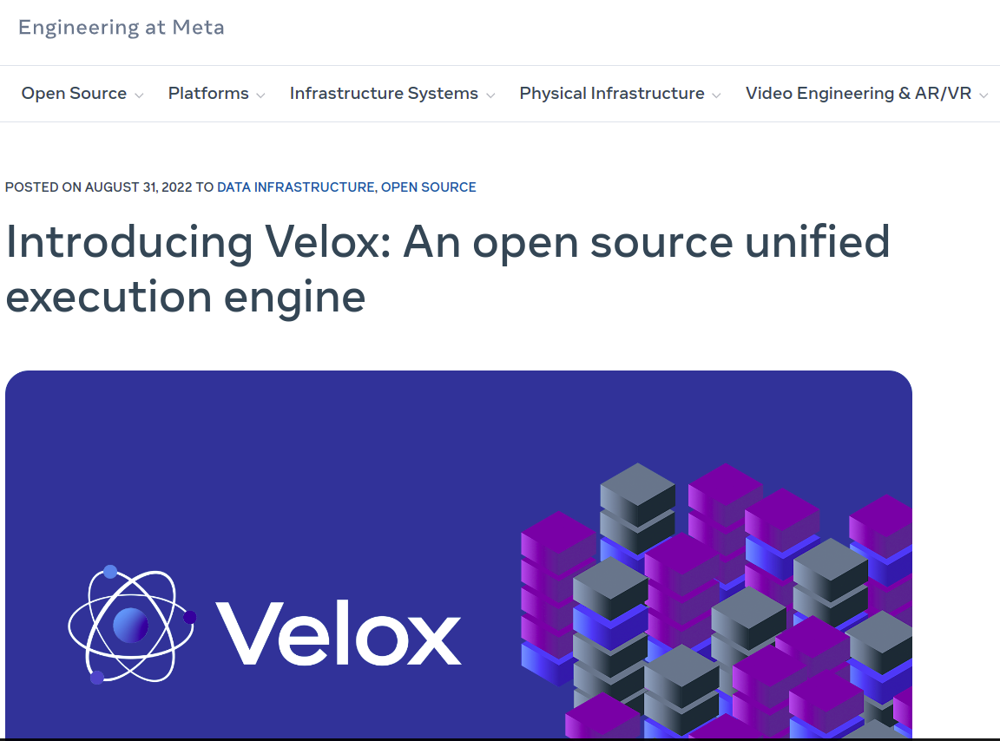 Engineering at Meta
Open Source Platforms Infrastructure Systems Physical Infrastructure Video Engineering & AR/VR
POSTED ON AUGUST 31, 2022 TO DATA INFRASTRUCTURE, OPEN SOURCE
Introducing Velox: An open source unified
execution engine
Velox